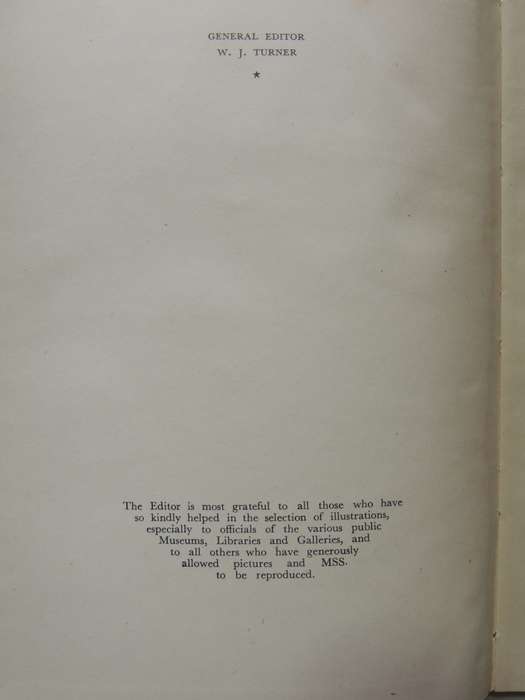 GENERAL EDITOR
W. J. TURNER
★
The Editor is most grateful to all those who have
so kindly helped in the selection of illustrations,
especially to officials of the various public
Museums, Libraries and Galleries, and
to all others who have generously
allowed pictures and MSS.
to be reproduced.